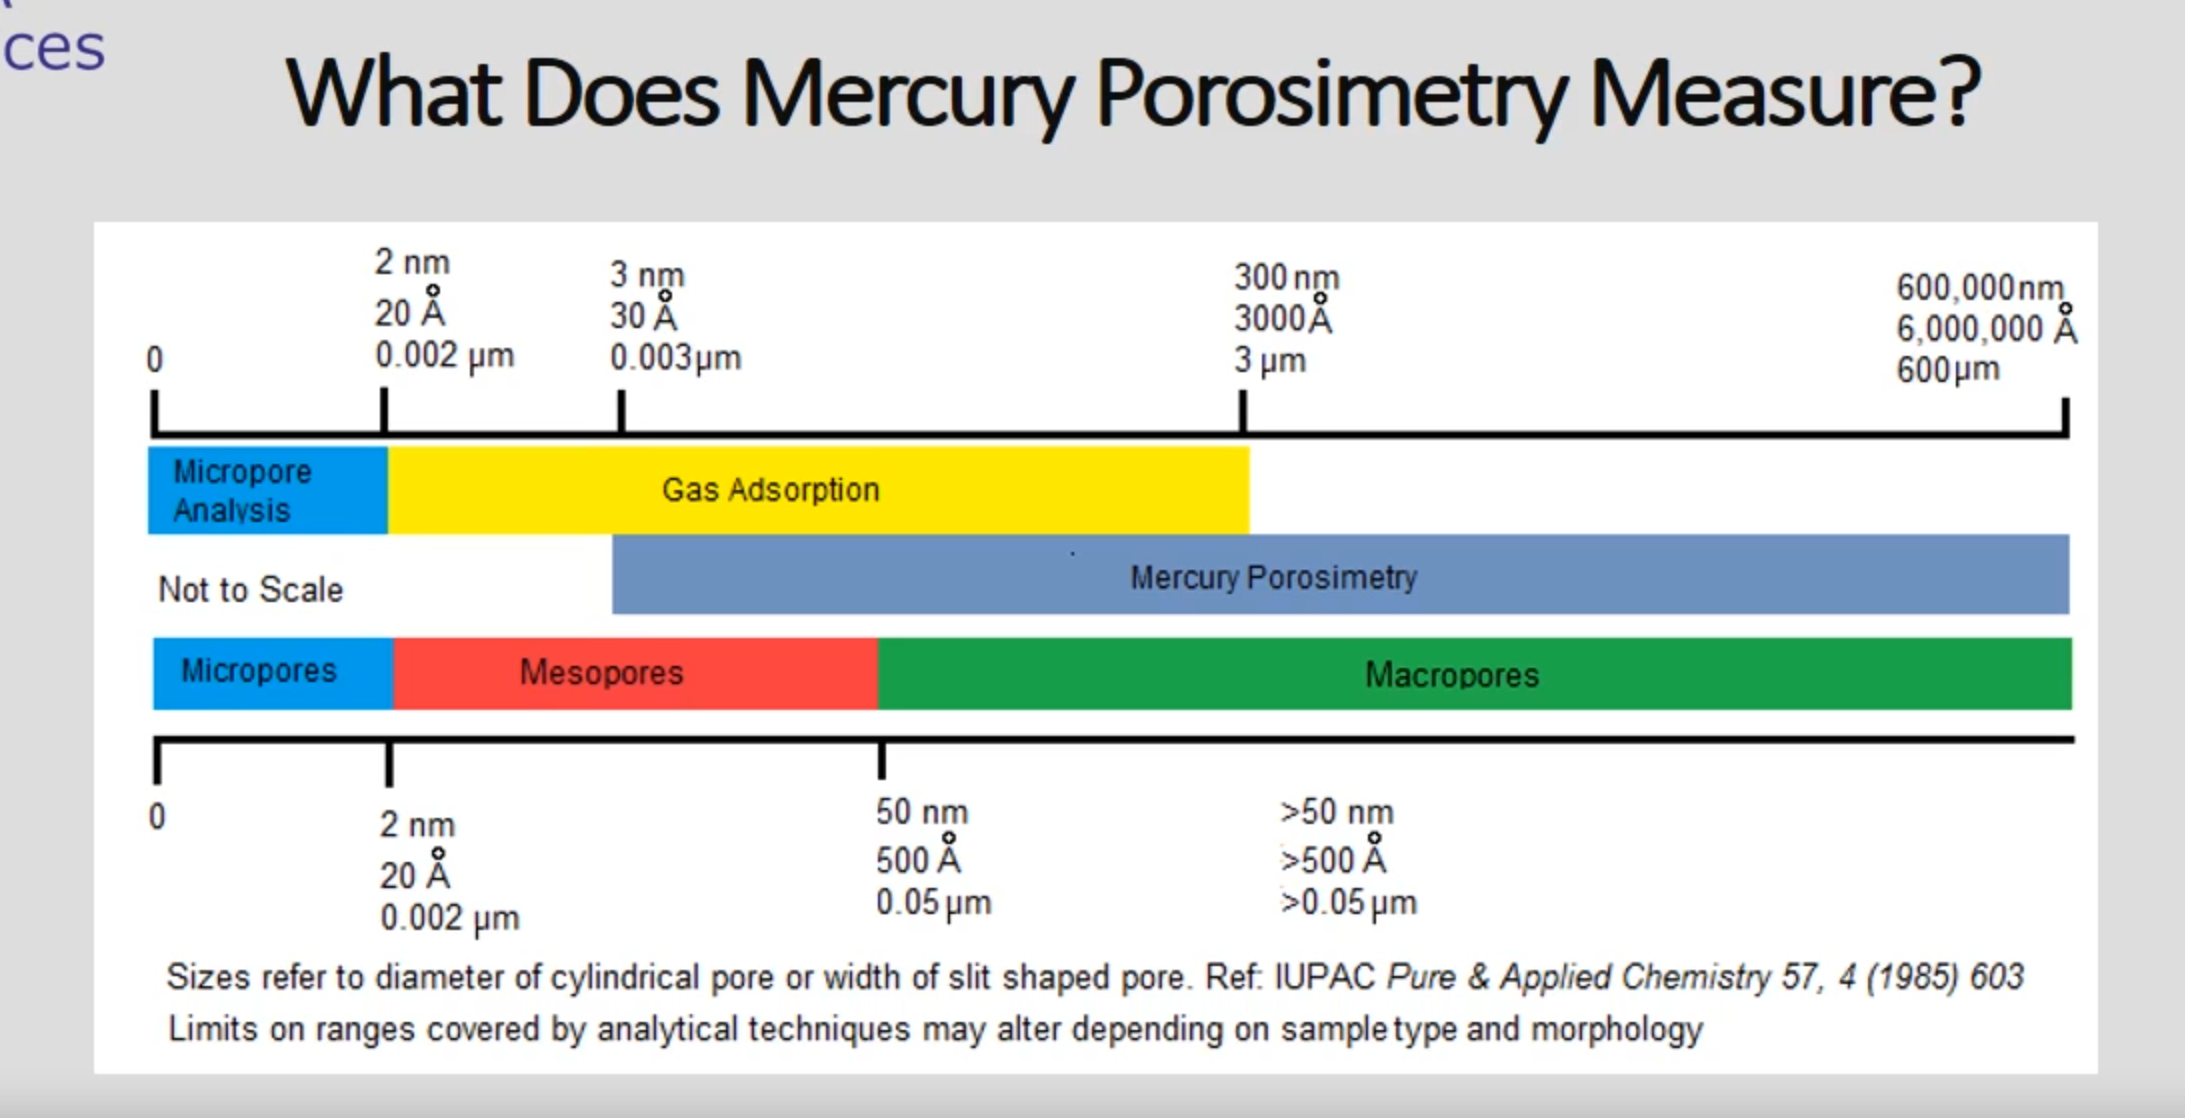 ces
What Does Mercury Porosimetry Measure?
0
2 nm
20 Å
0.002 µm
3 nm
30 Å
0.003µm
300 nm
3000Å
3 µm
600,000nm
6,000,000 Å
600µm
Micropore
Analysis
Gas Adsorption
Not to Scale
Mercury Porosimetry
Micropores
Mesopores
Macropores
0
2 nm
20 Å
0.002 µm
50 nm
500 Å
0.05 µm
>50 nm
>500 Å
>0.05 µm
Sizes refer to diameter of cylindrical pore or width of slit shaped pore. Ref: IUPAC Pure & Applied Chemistry 57, 4 (1985) 603
Limits on ranges covered by analytical techniques may alter depending on sample type and morphology